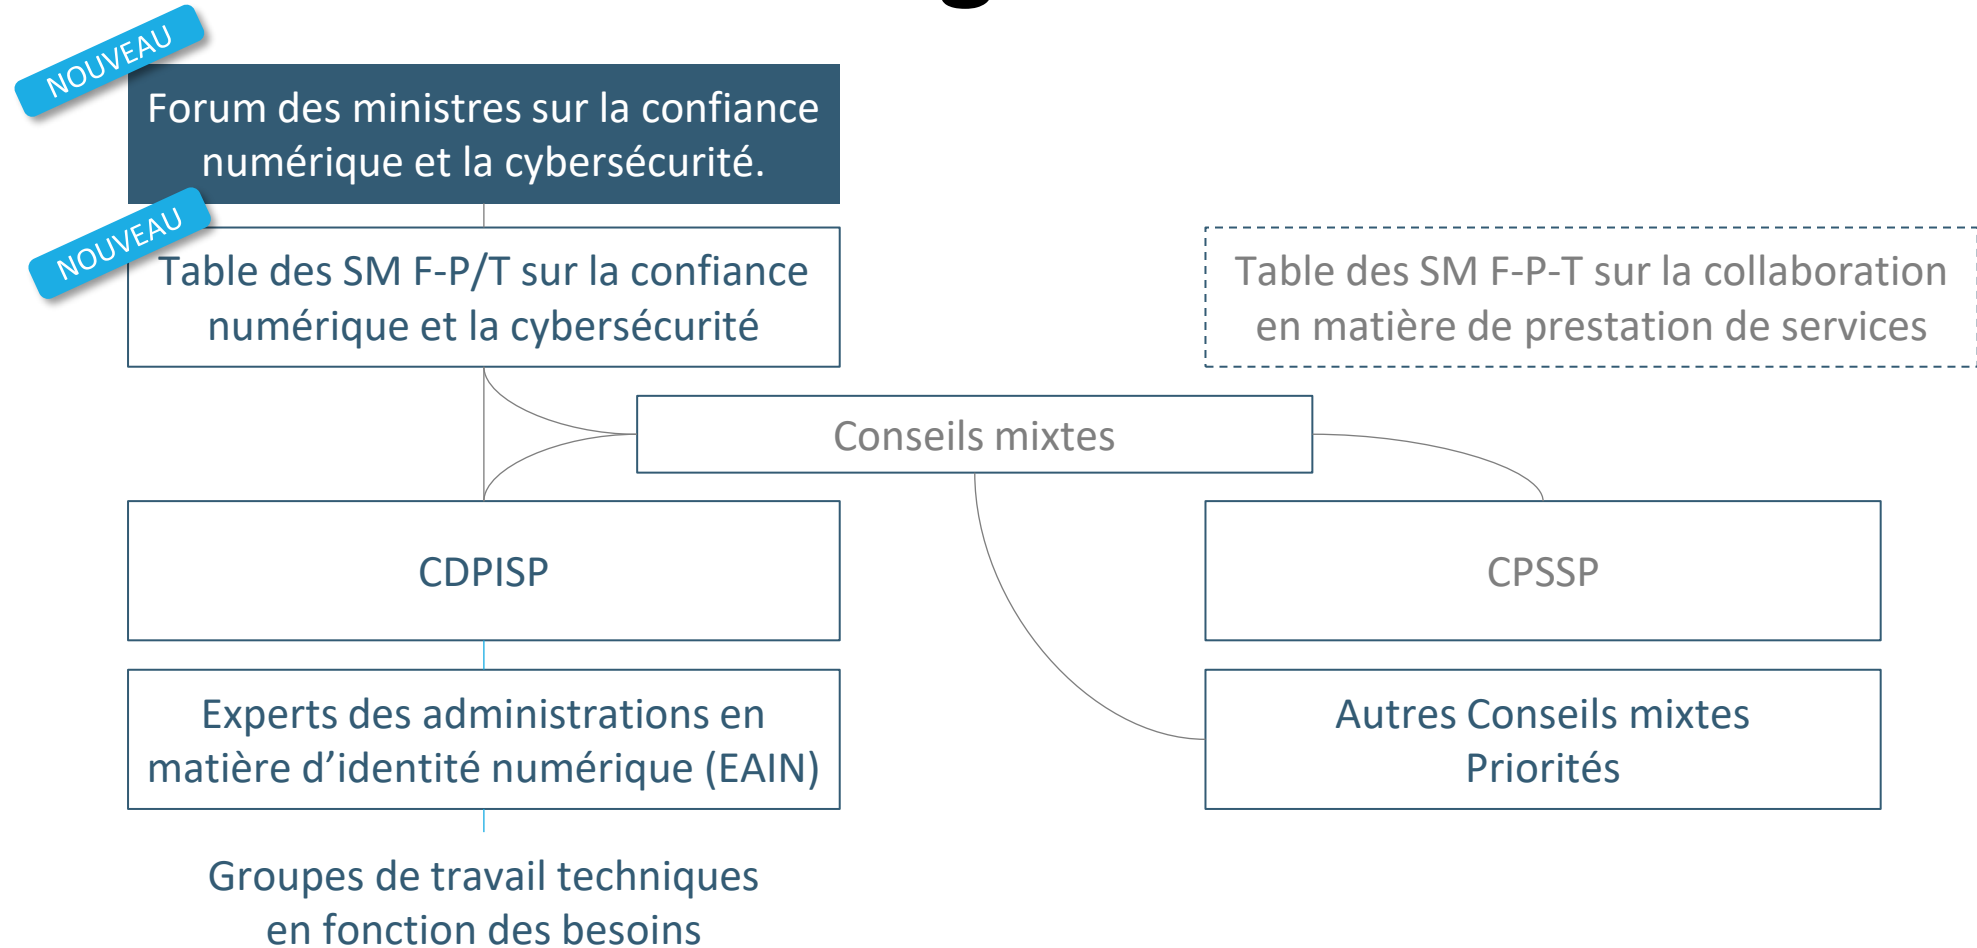 NOUVEAU
Forum des ministres sur la confiance
numérique et la cybersécurité.
NOUVEAU
Table des SM F-P/T sur la confiance
numérique et la cybersécurité
Table des SM F-P-T sur la collaboration
en matière de prestation de services
Conseils mixtes
CDPISP
CPSSP
Experts des administrations en
matière d’identité numérique (EAIN)
Autres Conseils mixtes
Priorités
Groupes de travail techniques
en fonction des besoins